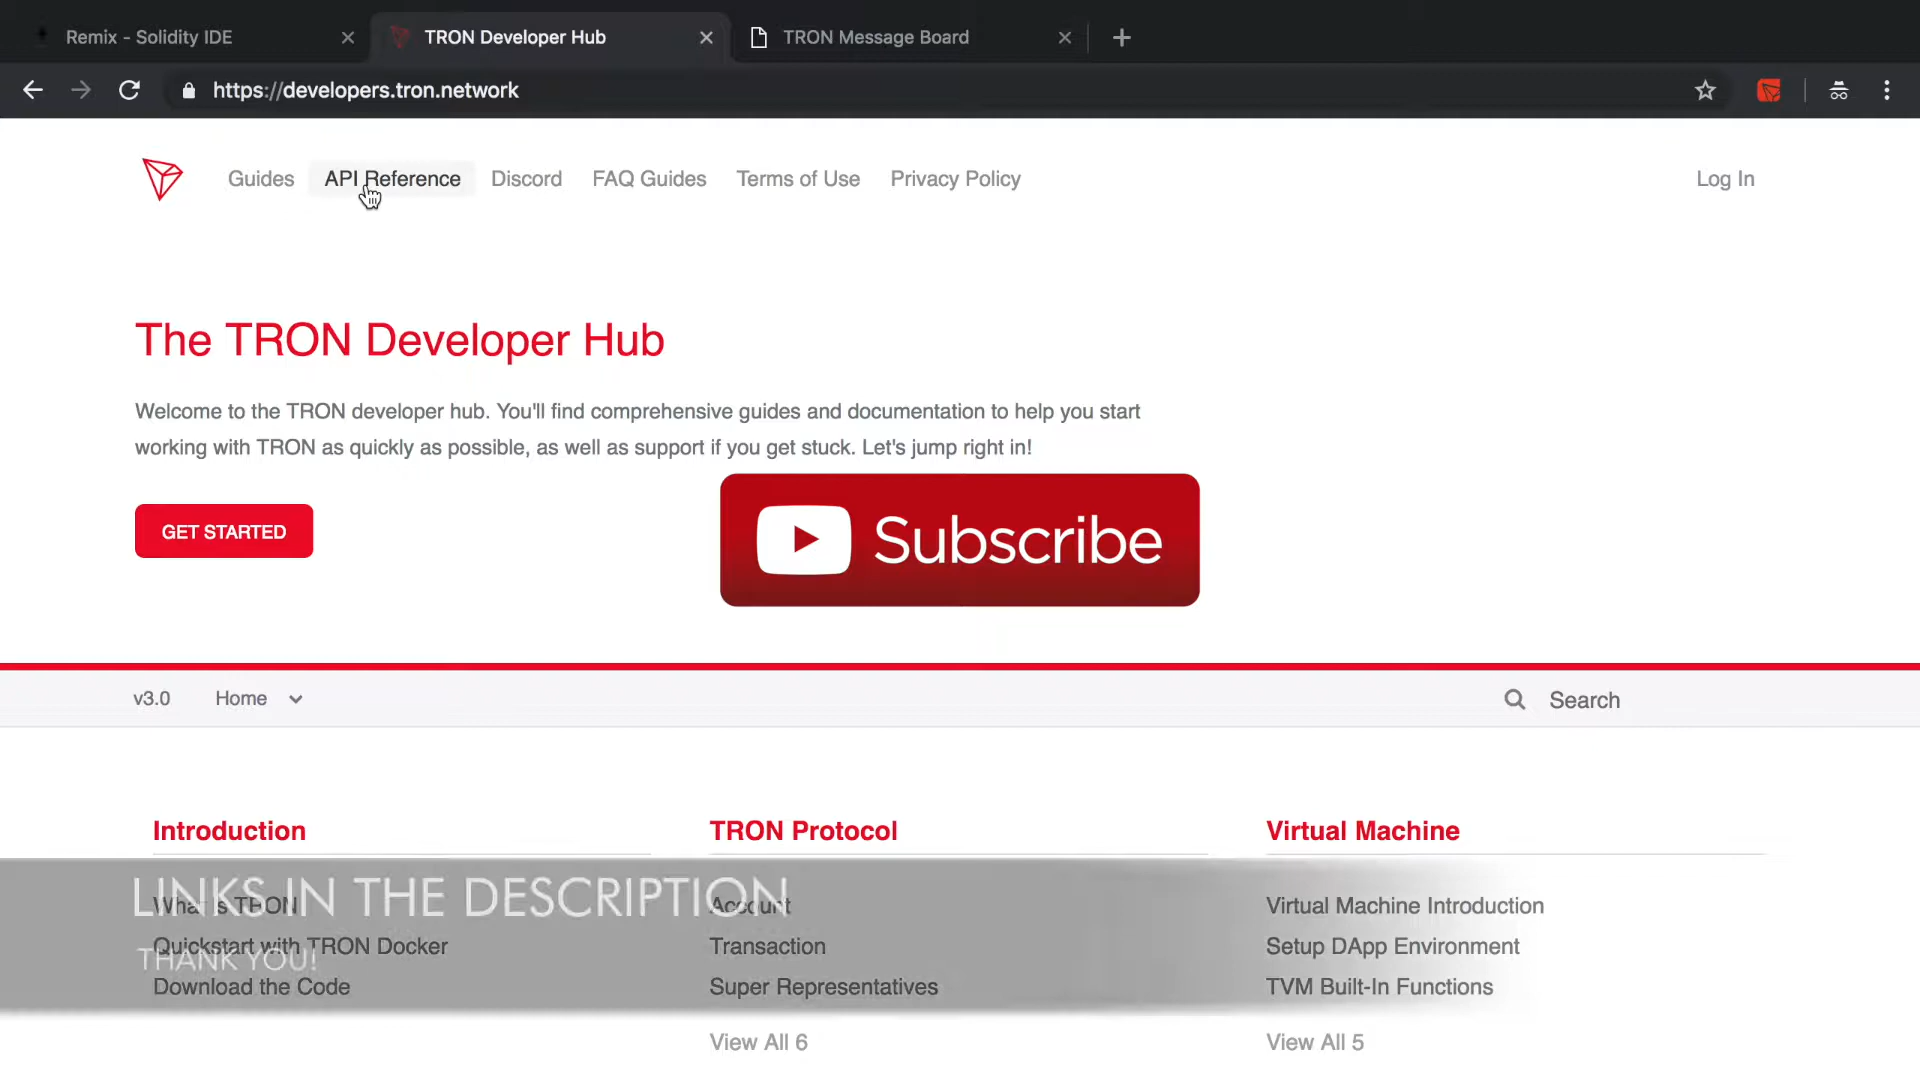 Remix - Solidity IDE
TRON Developer Hub
TRON Message Board
https://developers.tron.network
Guides
API Reference
Discord
FAQ Guides
Terms of Use
Privacy Policy
Log In
The TRON Developer Hub
Welcome to the TRON developer hub. You'll find comprehensive guides and documentation to help you start
working with TRON as quickly as possible, as well as support if you get stuck. Let's jump right in!
GET STARTED
Subscribe
v3.0
Home
Search
Introduction
TRON Protocol
Virtual Machine
LINKS IN THE DESCRIPTION
THANK YOU!
What is TRON
Quickstart with TRON Docker
Download the Code
Account
Transaction
Super Representatives
View All 6
Virtual Machine Introduction
Setup DApp Environment
TVM Built-In Functions
View All 5